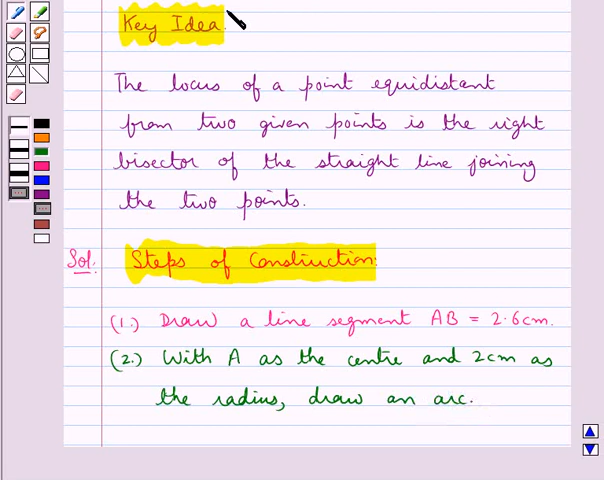 Key Idea.
The locus of a point equidistant
from two given points is the right
bisector of the straight line joining
the two points.
Sol. Steps of Construction:
(1.) Draw a line segment AB = 2.6cm.
(2.) With A as the centre and 2cm as
the radius, draw an arc.